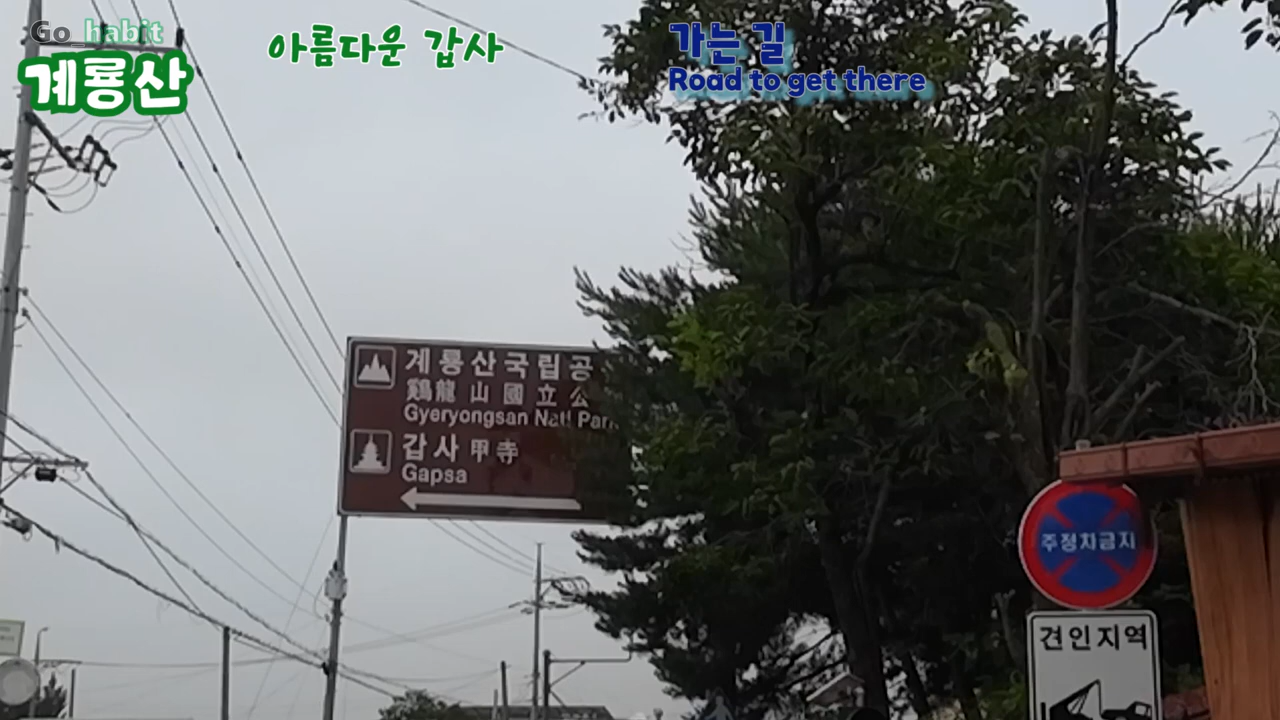 Go_habit
계룡산
아름다운 갑사
가는 길
Road to get there
계룡산국립공
鷄龍山國立公
Gyeryongsan Natl Park
갑사 甲寺
Gapsa
주정차금지
견인지역